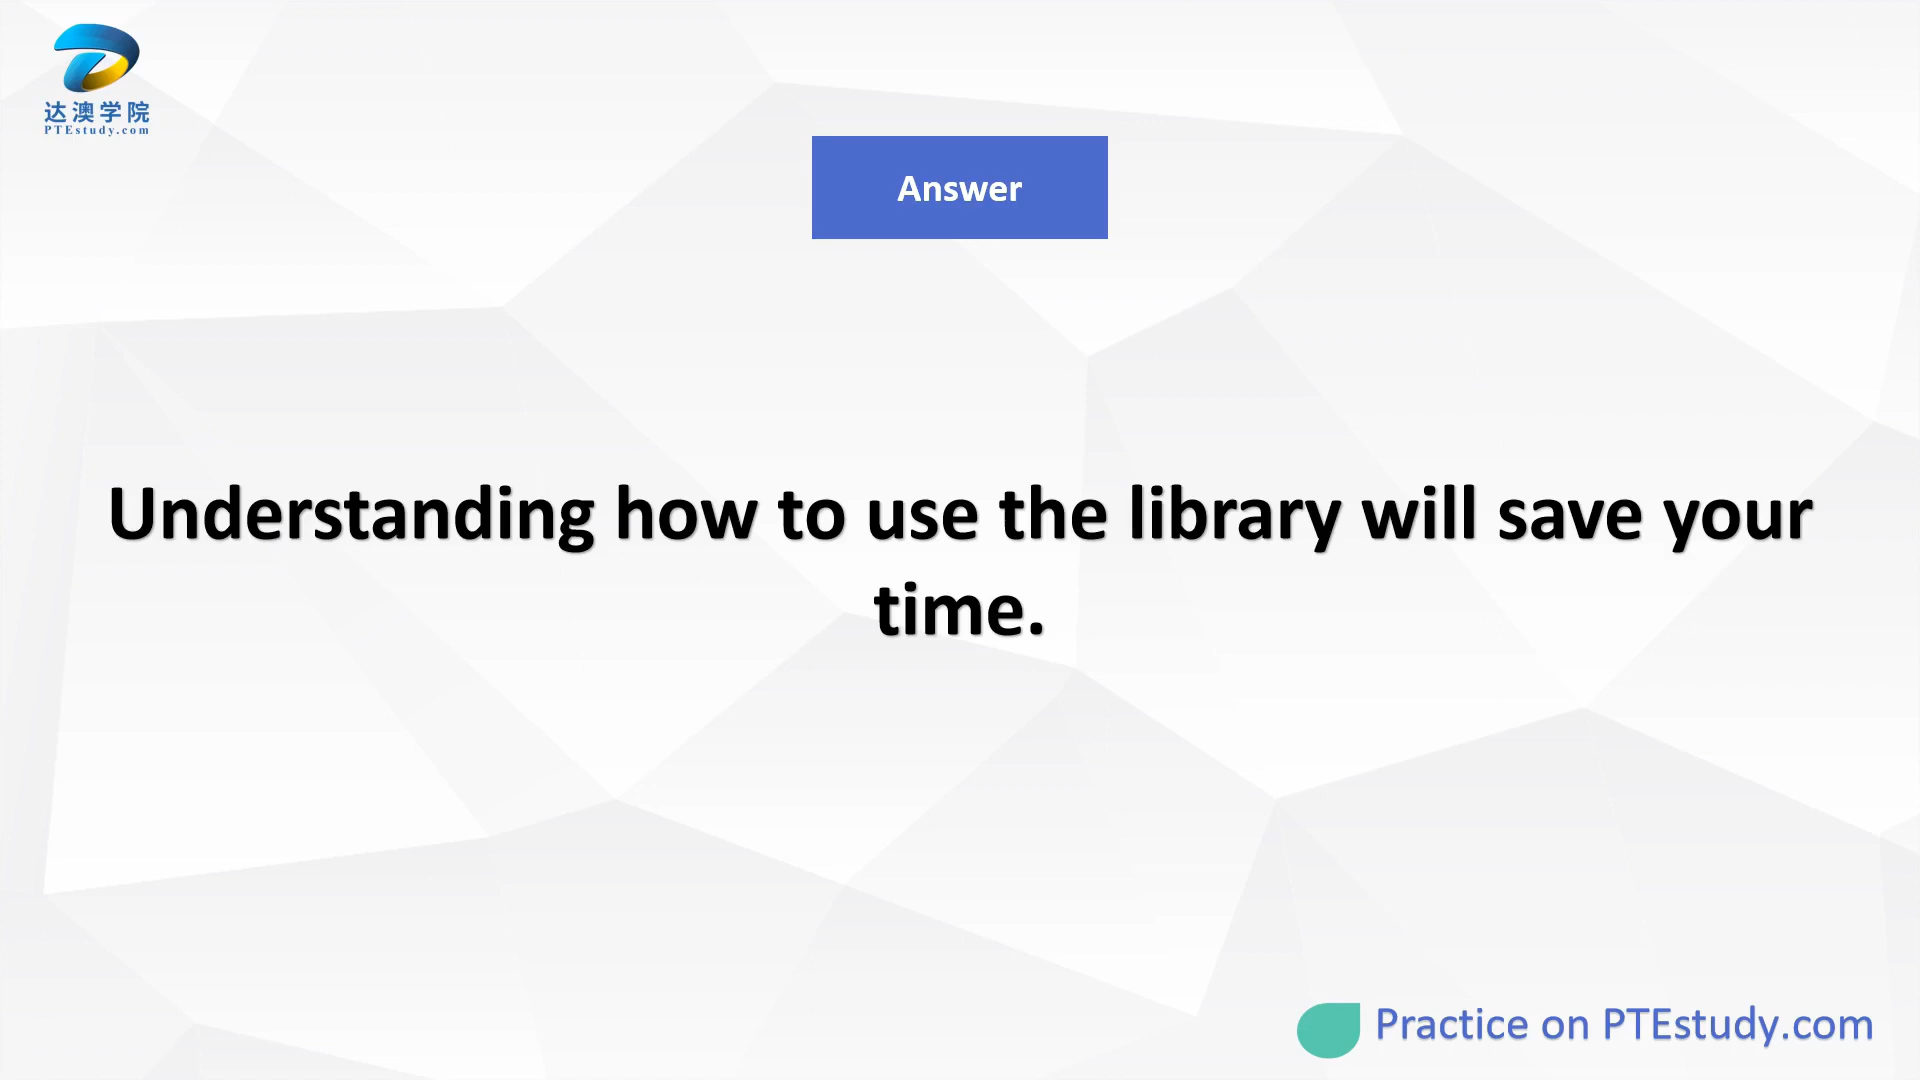 达澳学院
PTEstudy.com
Answer
Understanding how to use the library will save your
time.
Practice on PTEstudy.com